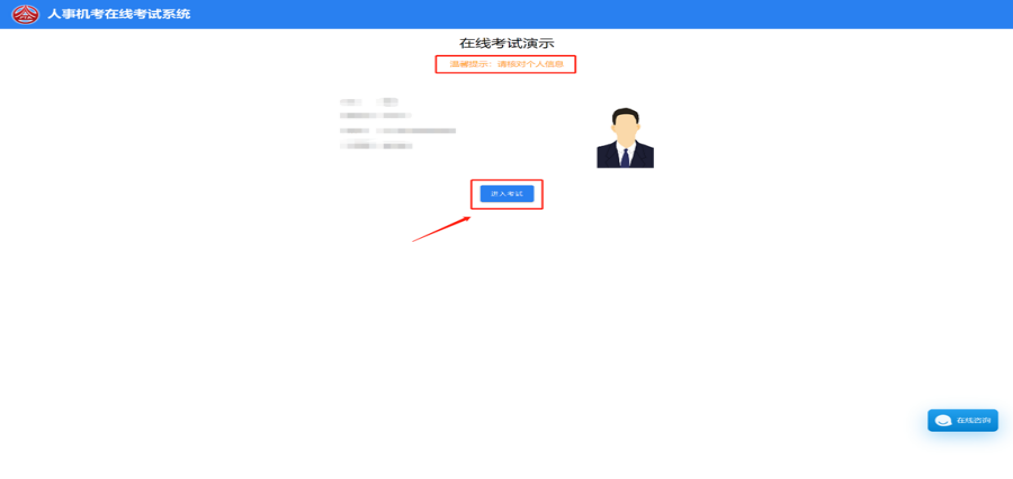 人事机考在线考试系统
在线考试演示
温馨提示：请核对个人信息
进入考试
在线咨询